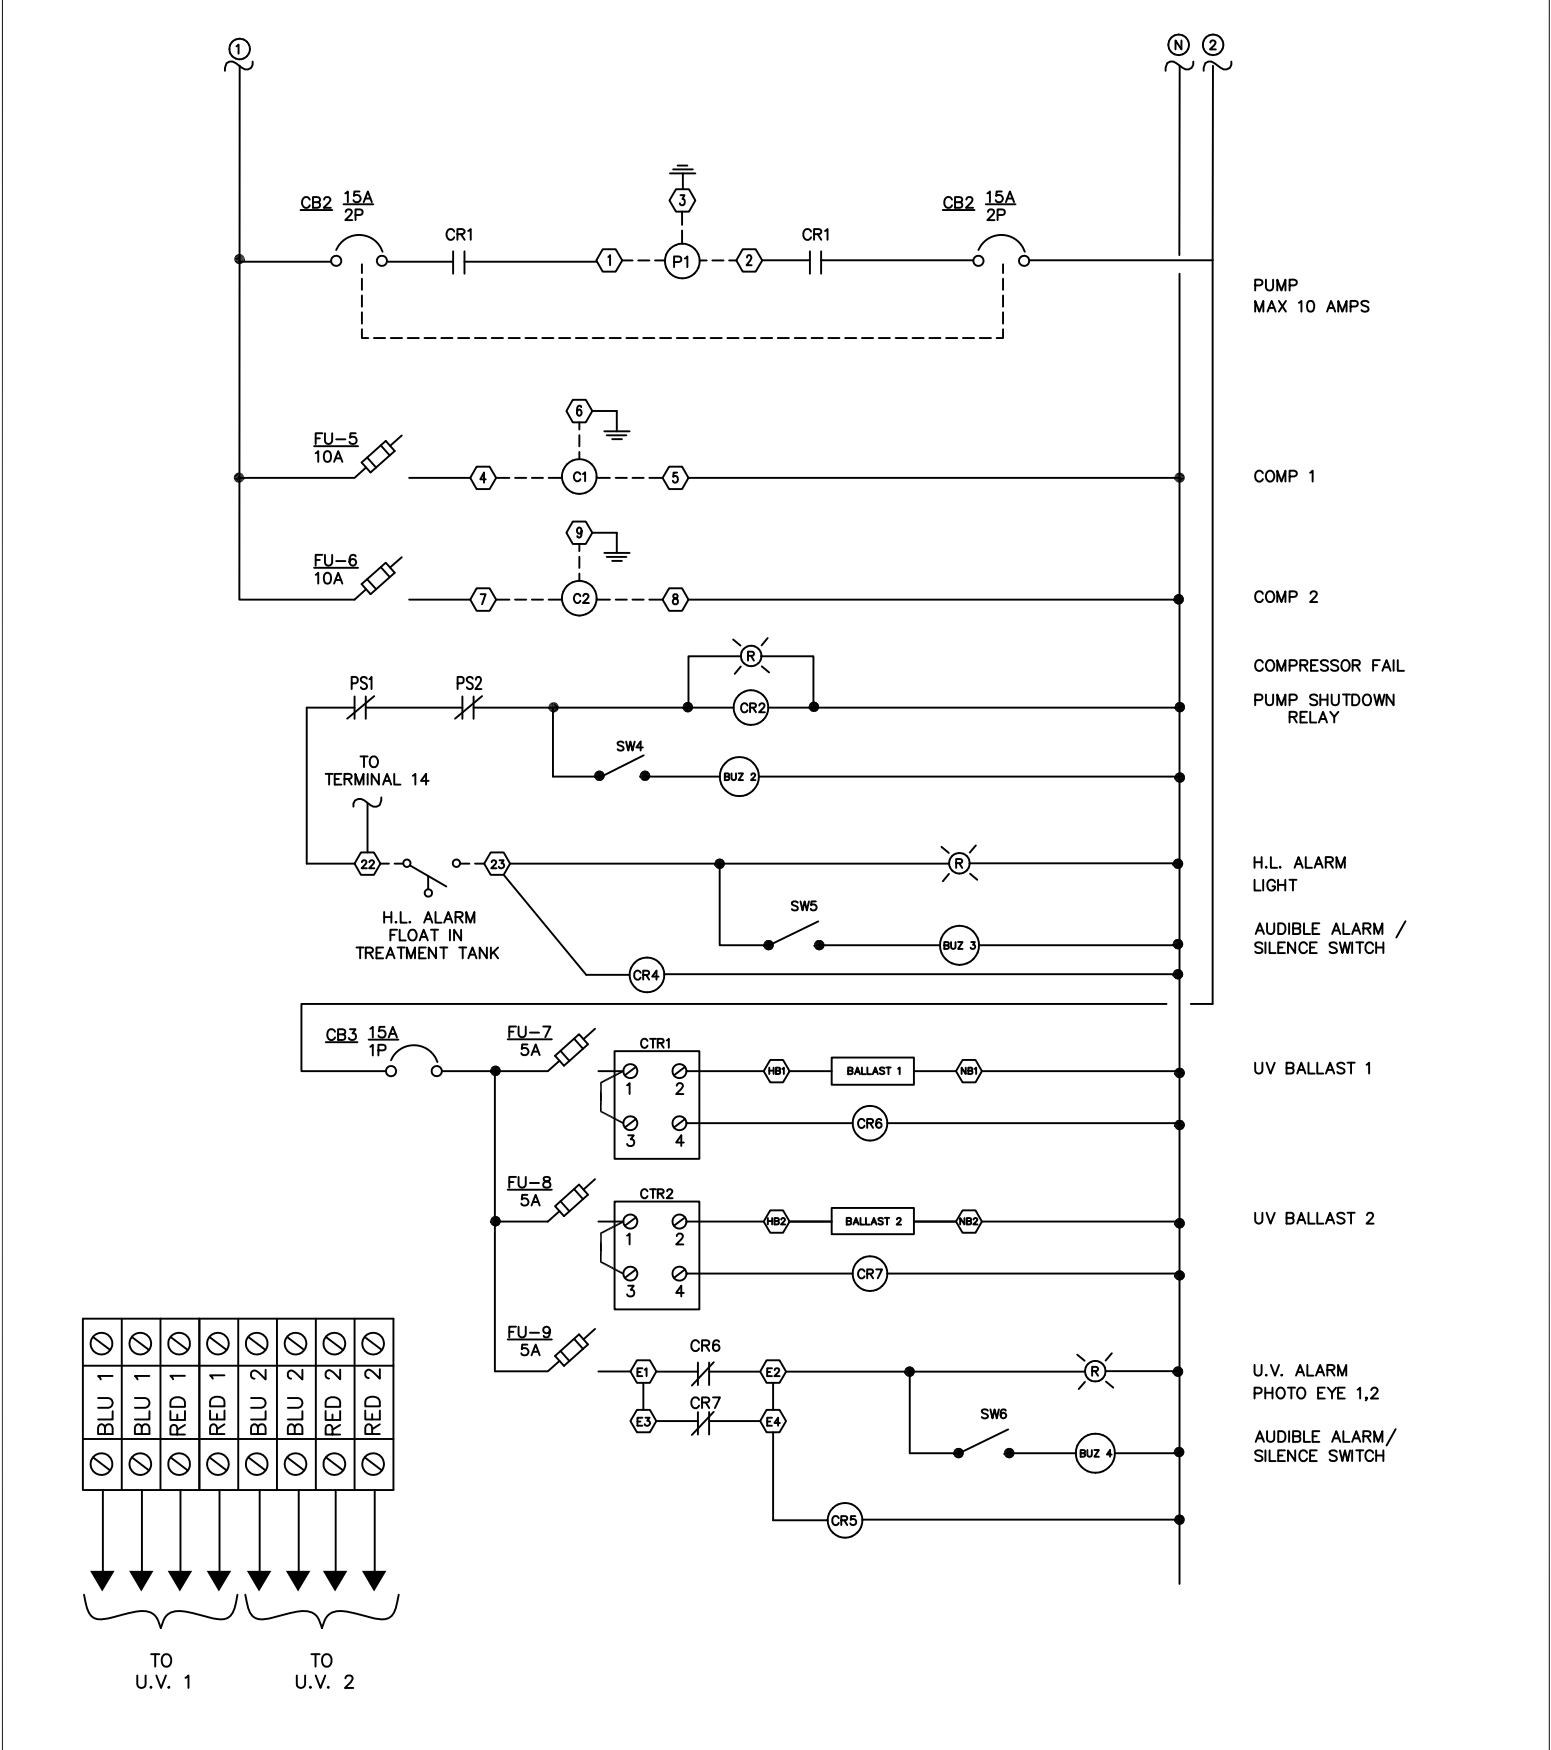 1
N 2
CB2 15A
2P
CR1
3
1
P1
2
CR1
CB2 15A
2P
PUMP
MAX 10 AMPS
FU-5
10A
6
4
C1
5
COMP 1
FU-6
10A
9
7
C2
8
COMP 2
R
COMPRESSOR FAIL
PS1
PS2
CR2
PUMP SHUTDOWN
RELAY
SW4
BUZ 2
TO
TERMINAL 14
22
23
R
H.L. ALARM
LIGHT
H.L. ALARM
FLOAT IN
TREATMENT TANK
SW5
BUZ 3
AUDIBLE ALARM /
SILENCE SWITCH
CR4
CB3 15A
1P
FU-7
5A
CTR1
1 2
3 4
HB1
BALLAST 1
NB1
UV BALLAST 1
CR6
FU-8
5A
CTR2
1 2
3 4
HB2
BALLAST 2
NB2
UV BALLAST 2
CR7
FU-9
5A
E1
CR6
E2
R
U.V. ALARM
PHOTO EYE 1,2
E3
CR7
E4
SW6
BUZ 4
AUDIBLE ALARM/
SILENCE SWITCH
CR5
BLU 1
BLU 1
RED 1
RED 1
BLU 2
BLU 2
RED 2
RED 2
TO
U.V. 1
TO
U.V. 2